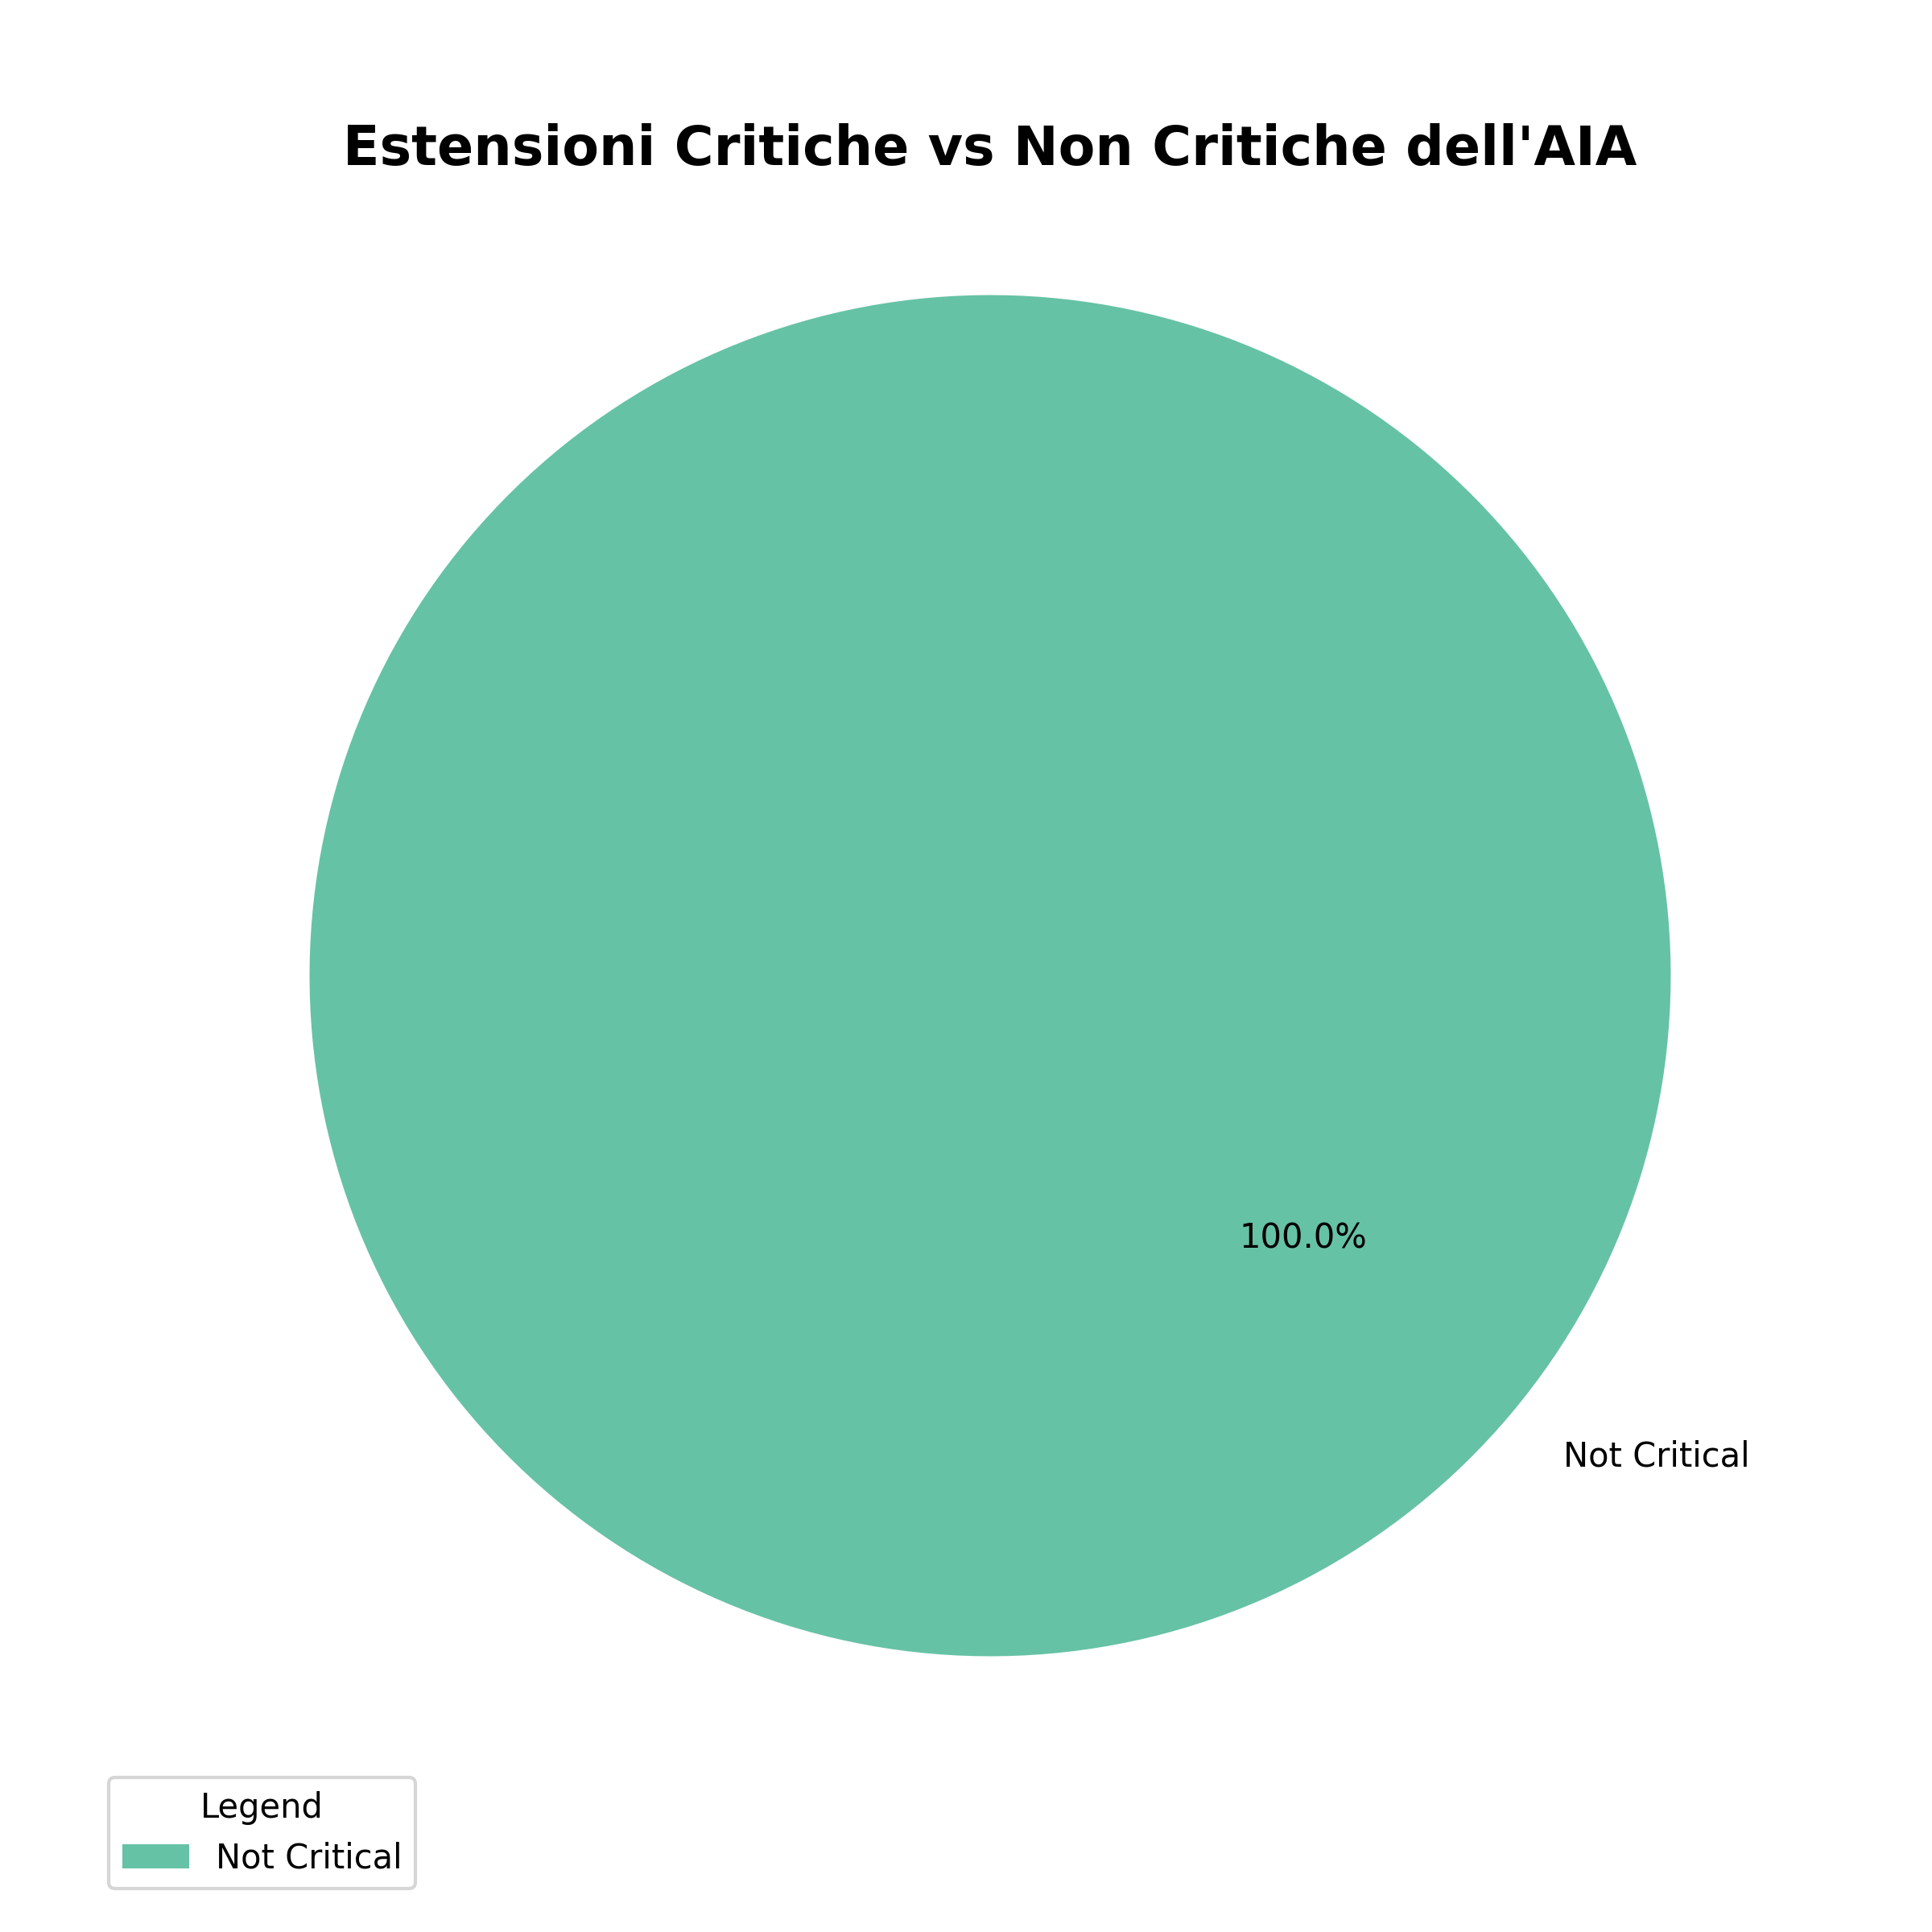 Estensioni Critiche vs Non Critiche dell'AIA
100.0%
Not Critical
Legend
Not Critical